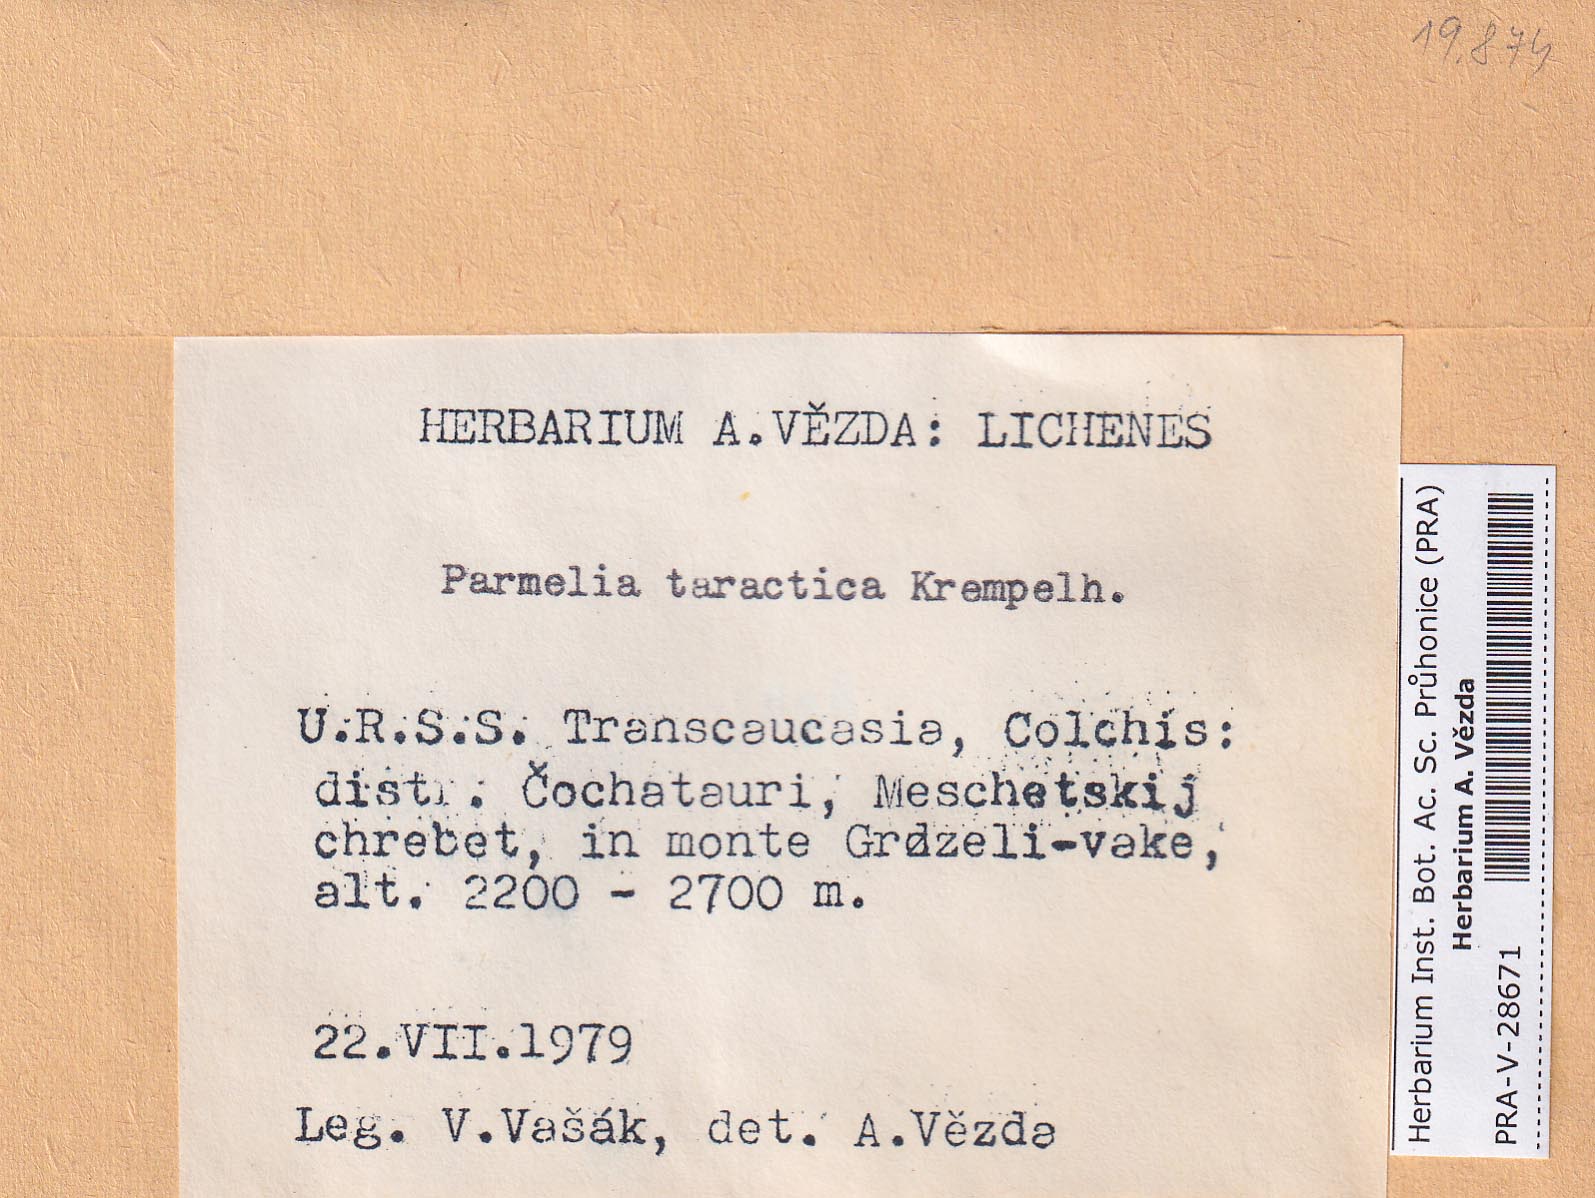 19.874
HERBARIUM A.VĚZDA: LICHENES
Parmelia taractica Krempelh.
U.R.S.S. Transcaucasia, Colchis:
distr. Čochatauri, Meschetskij
chrebet, in monte Grdzeli-vake,
alt. 2200 - 2700 m.
22.VII.1979
Leg. V.Vašák, det. A.Vězda
Herbarium Inst. Bot. Ac. Sc. Průhonice (PRA)
Herbarium A. Vězda
PRA-V-28671